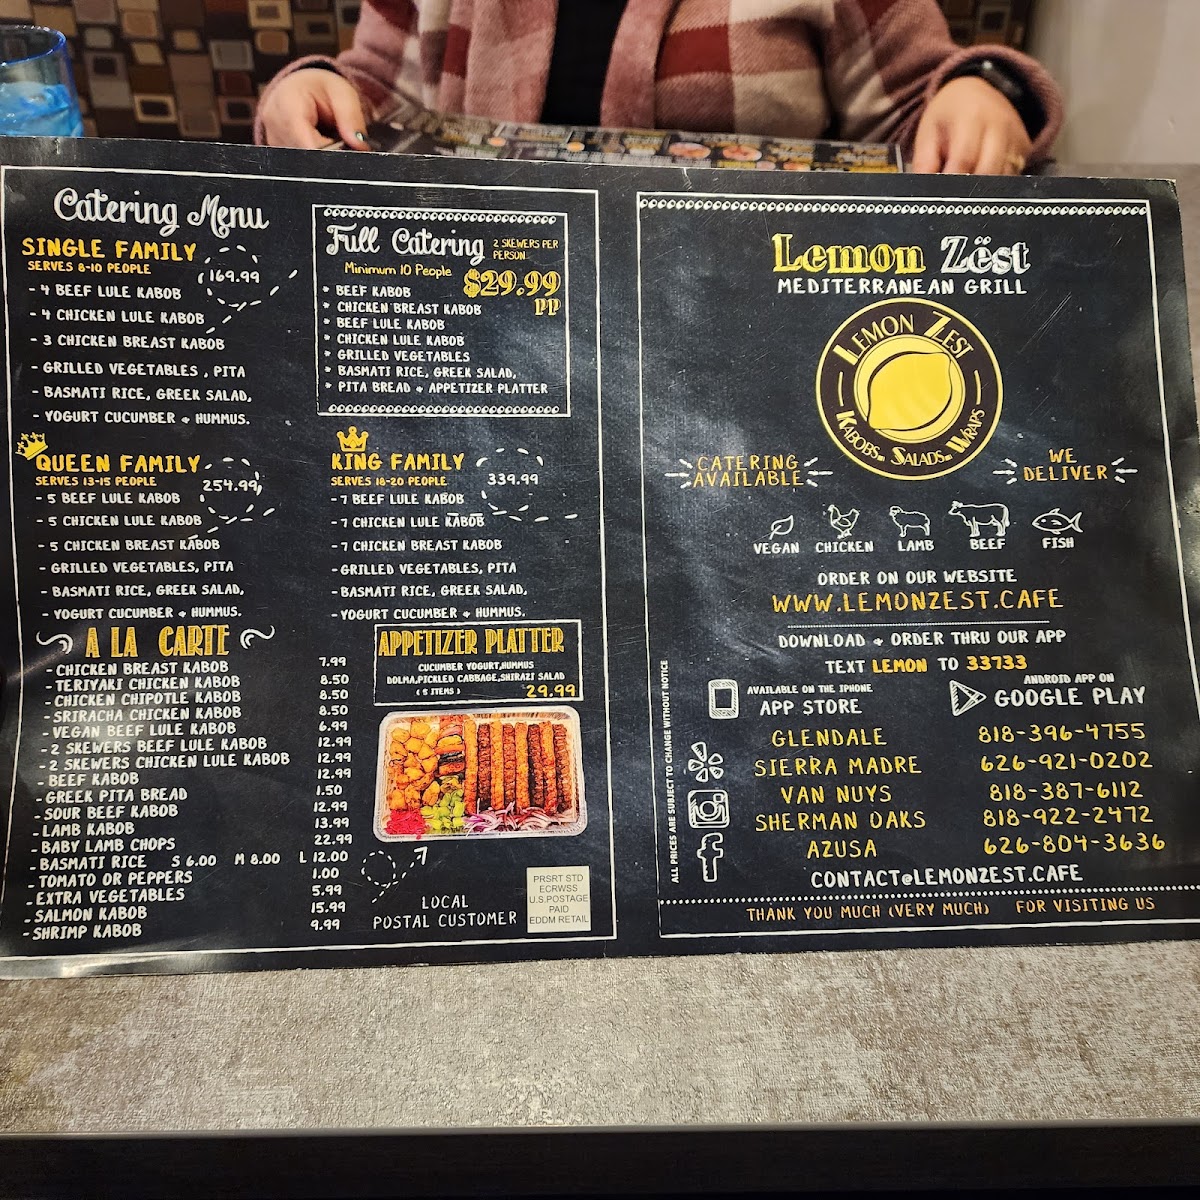 Catering Menu
SINGLE FAMILY
SERVES 8-10 PEOPLE
169.99
- 4 BEEF LULE KABOB
- 4 CHICKEN LULE KABOB
- 3 CHICKEN BREAST KABOB
- GRILLED VEGETABLES , PITA
- BASMATI RICE, GREEK SALAD,
- YOGURT CUCUMBER & HUMMUS.
Full Catering
2 SKEWERS PER
PERSON
Minimum 10 People
$29.99
PP
* BEEF KABOB
* CHICKEN BREAST KABOB
* BEEF LULE KABOB
* CHICKEN LULE KABOB
* GRILLED VEGETABLES
* BASMATI RICE, GREEK SALAD,
* PITA BREAD & APPETIZER PLATTER
QUEEN FAMILY
SERVES 13-15 PEOPLE
254.99
- 5 BEEF LULE KABOB
- 5 CHICKEN LULE KABOB
- 5 CHICKEN BREAST KABOB
- GRILLED VEGETABLES, PITA
- BASMATI RICE, GREEK SALAD,
- YOGURT CUCUMBER & HUMMUS.
KING FAMILY
SERVES 18-20 PEOPLE
339.99
- 7 BEEF LULE KABOB
- 7 CHICKEN LULE KABOB
- 7 CHICKEN BREAST KABOB
- GRILLED VEGETABLES, PITA
- BASMATI RICE, GREEK SALAD,
- YOGURT CUCUMBER & HUMMUS.
A LA CARTE
- CHICKEN BREAST KABOB 7.99
- TERIYAKI CHICKEN KABOB 8.50
- CHICKEN CHIPOTLE KABOB 8.50
- SRIRACHA CHICKEN KABOB 8.50
- VEGAN BEEF LULE KABOB 6.99
- 2 SKEWERS BEEF LULE KABOB 12.99
- 2 SKEWERS CHICKEN LULE KABOB 12.99
- BEEF KABOB 12.99
- GREEK PITA BREAD 1.50
- SOUR BEEF KABOB 12.99
- LAMB KABOB 13.99
- BABY LAMB CHOPS 22.99
- BASMATI RICE S 6.00 M 8.00 L 12.00
- TOMATO OR PEPPERS 1.00
- EXTRA VEGETABLES 5.99
- SALMON KABOB 15.99
- SHRIMP KABOB 9.99
APPETIZER PLATTER
CUCUMBER YOGURT,HUMMUS
DOLMA,PICKLED CABBAGE,SHIRAZI SALAD
( 5 ITEMS )
29.99
LOCAL
POSTAL CUSTOMER
PRSRT STD
ECRWSS
U.S.POSTAGE
PAID
EDDM RETAIL
Lemon Zëst
MEDITERRANEAN GRILL
LEMON ZEST
KABOBS. SALADS. WRAPS
CATERING
AVAILABLE
WE
DELIVER
VEGAN CHICKEN LAMB BEEF FISH
ORDER ON OUR WEBSITE
WWW.LEMONZEST.CAFE
DOWNLOAD & ORDER THRU OUR APP
TEXT LEMON TO 33733
AVAILABLE ON THE IPHONE
APP STORE
ANDROID APP ON
GOOGLE PLAY
GLENDALE 818-396-4755
SIERRA MADRE 626-921-0202
VAN NUYS 818-387-6112
SHERMAN OAKS 818-922-2472
AZUSA 626-804-3636
CONTACT@LEMONZEST.CAFE
THANK YOU MUCH (VERY MUCH) FOR VISITING US
ALL PRICES ARE SUBJECT TO CHANGE WITHOUT NOTICE